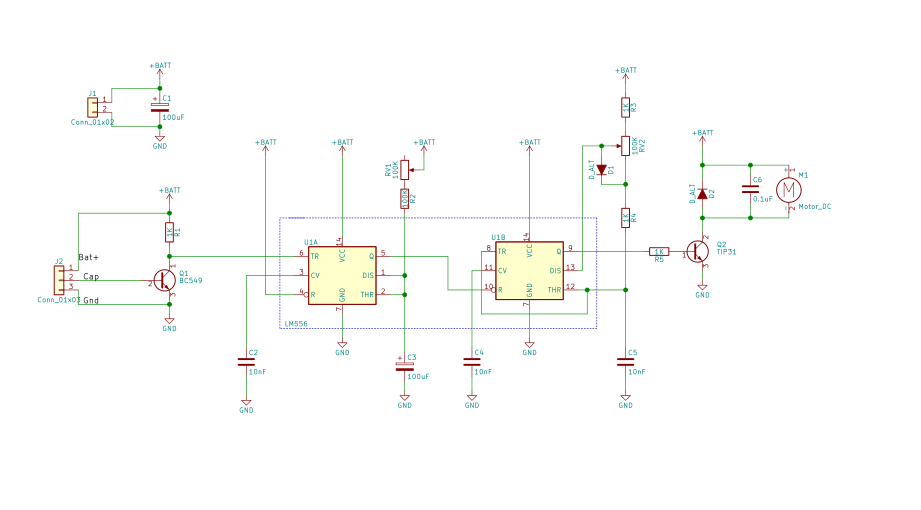 +BATT
J1
1
2
Conn_01x02
+
C1
100uF
GND
+BATT
1K
R1
Bat+
J2
1
2
3
Cap
Conn_01x03
Gnd
1
2
3
Q1
BC549
GND
+BATT
+BATT
+BATT
RV1
100K
100K
R2
U1A
14
VCC
6
TR
Q
5
3
CV
DIS
1
4
R
THR
2
GND
7
LM556
GND
C2
10nF
GND
+
C3
100uF
GND
+BATT
U1B
14
VCC
8
TR
Q
9
11
CV
DIS
13
10
R
THR
12
GND
7
GND
C4
10nF
GND
+BATT
1K
R3
100K
RV2
D_ALT
D1
1K
R4
C5
10nF
GND
1K
R5
+BATT
D_ALT
D2
C6
0.1uF
+
1
M
M1
Motor_DC
-
2
2
1
3
Q2
TIP31
GND